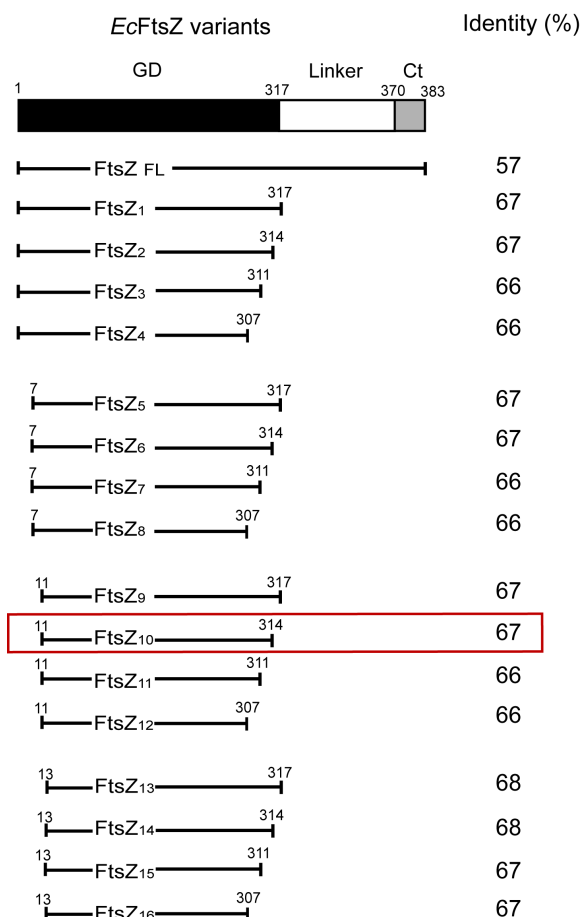 EcFtsZ variants Identity (%)
GD Linker Ct
1 317 370 383
FtsZ FL 57
FtsZ1 317 67
FtsZ2 314 67
FtsZ3 311 66
FtsZ4 307 66
7 FtsZ5 317 67
7 FtsZ6 314 67
7 FtsZ7 311 66
7 FtsZ8 307 66
11 FtsZ9 317 67
11 FtsZ10 314 67
11 FtsZ11 311 66
11 FtsZ12 307 66
13 FtsZ13 317 68
13 FtsZ14 314 68
13 FtsZ15 311 67
13 FtsZ16 307 67